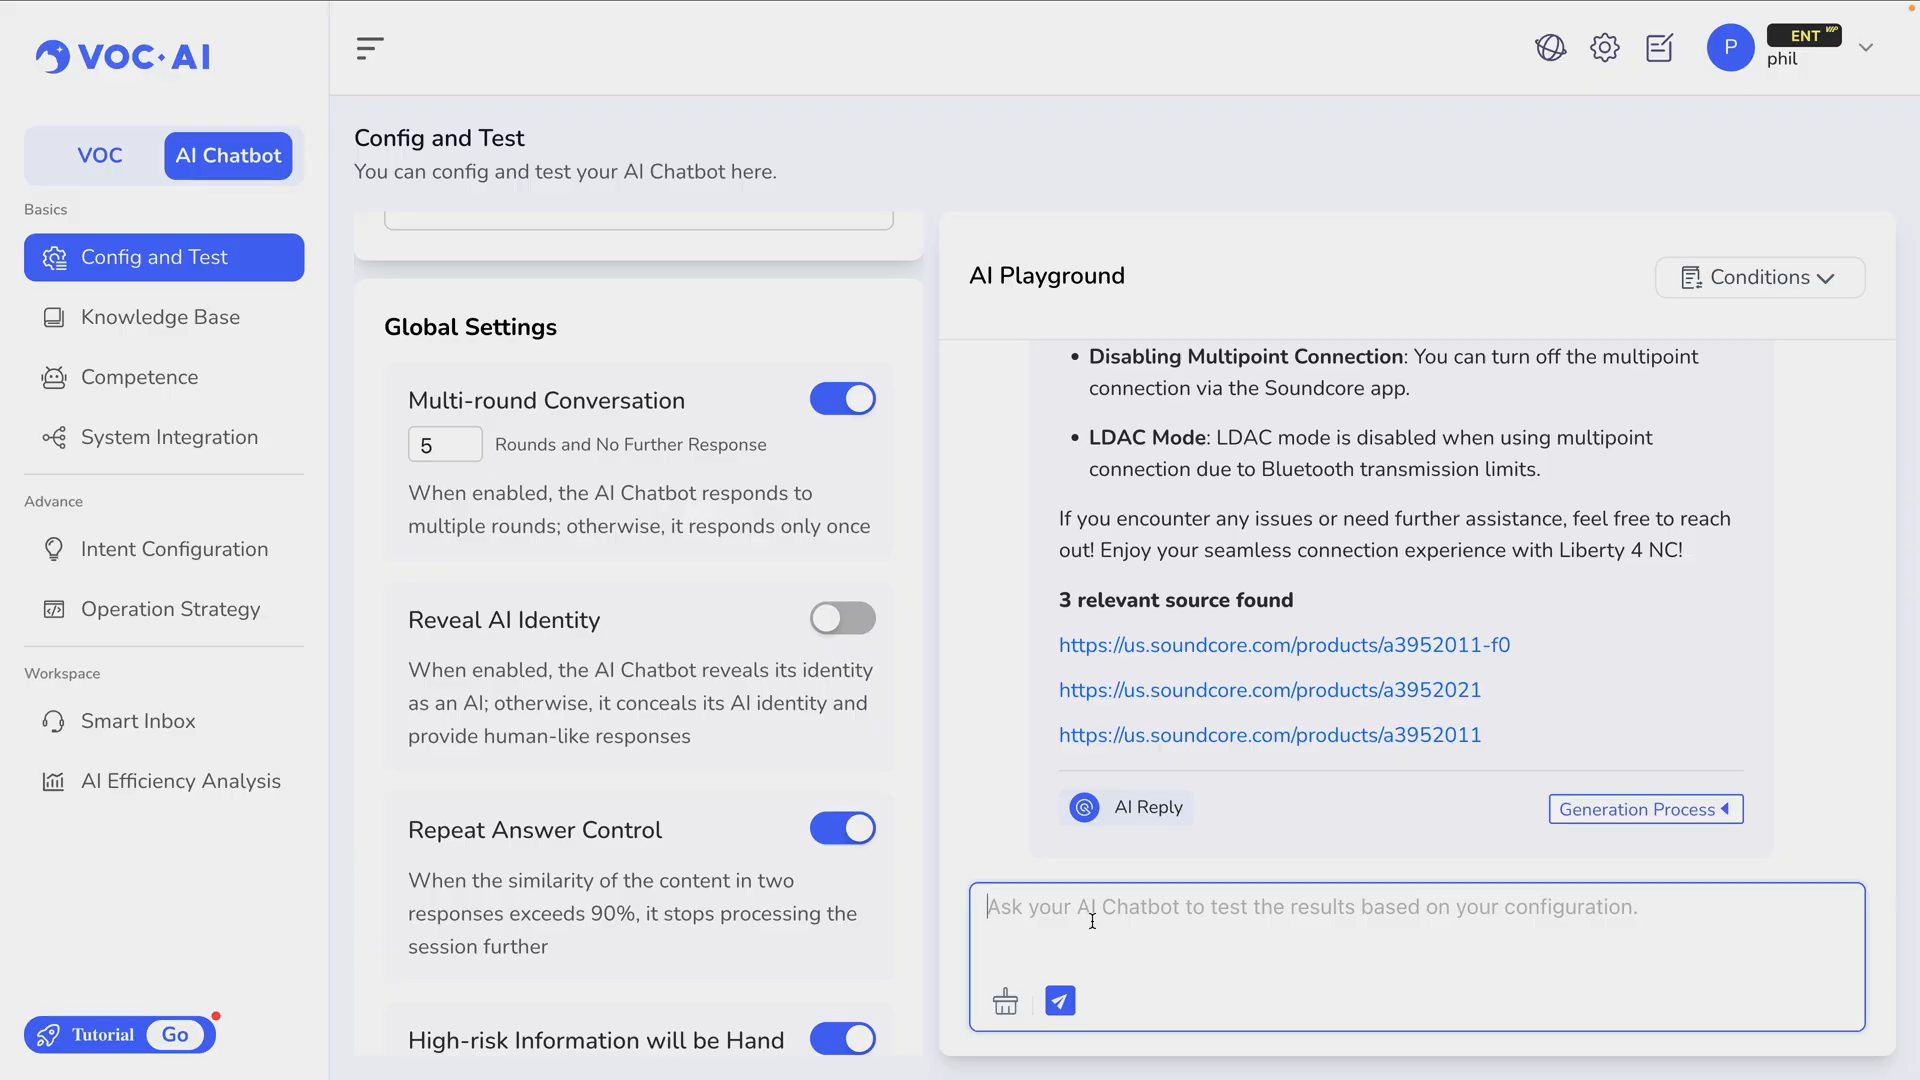 VOC·AI
ENT VIP
P
phil
VOC
AI Chatbot
Basics
Config and Test
Knowledge Base
Competence
System Integration
Advance
Intent Configuration
Operation Strategy
Workspace
Smart Inbox
AI Efficiency Analysis
Tutorial
Go
Config and Test
You can config and test your AI Chatbot here.
Global Settings
Multi-round Conversation
5 Rounds and No Further Response
When enabled, the AI Chatbot responds to
multiple rounds; otherwise, it responds only once
Reveal AI Identity
When enabled, the AI Chatbot reveals its identity
as an AI; otherwise, it conceals its AI identity and
provide human-like responses
Repeat Answer Control
When the similarity of the content in two
responses exceeds 90%, it stops processing the
session further
High-risk Information will be Hand
AI Playground
Conditions
• Disabling Multipoint Connection: You can turn off the multipoint
connection via the Soundcore app.
• LDAC Mode: LDAC mode is disabled when using multipoint
connection due to Bluetooth transmission limits.
If you encounter any issues or need further assistance, feel free to reach
out! Enjoy your seamless connection experience with Liberty 4 NC!
3 relevant source found
https://us.soundcore.com/products/a3952011-f0
https://us.soundcore.com/products/a3952021
https://us.soundcore.com/products/a3952011
AI Reply
Generation Process
Ask your AI Chatbot to test the results based on your configuration.